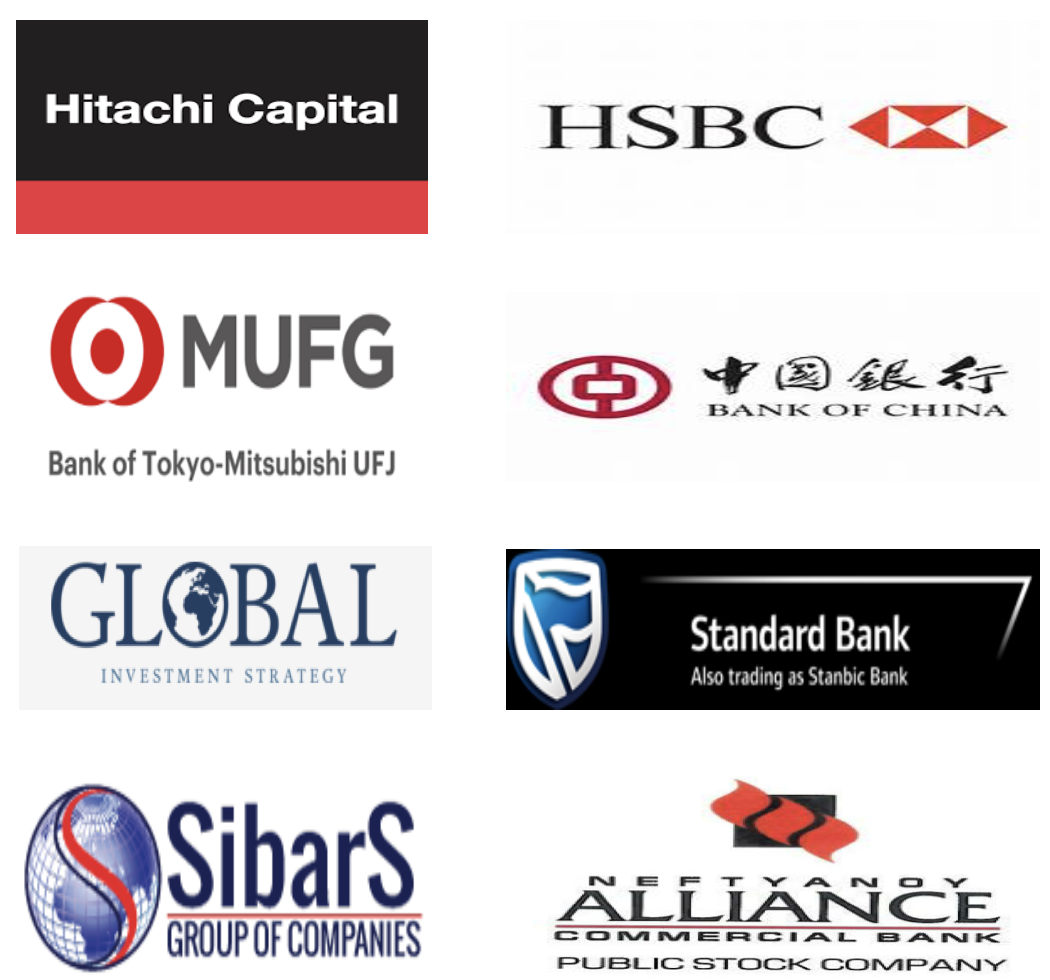 Hitachi Capital
HSBC
MUFG
Bank of Tokyo-Mitsubishi UFJ
中國銀行
BANK OF CHINA
GLOBAL
INVESTMENT STRATEGY
Standard Bank
Also trading as Stanbic Bank
SibarS
GROUP OF COMPANIES
NEFTYANOY
ALLIANCE
COMMERCIAL BANK
PUBLIC STOCK COMPANY